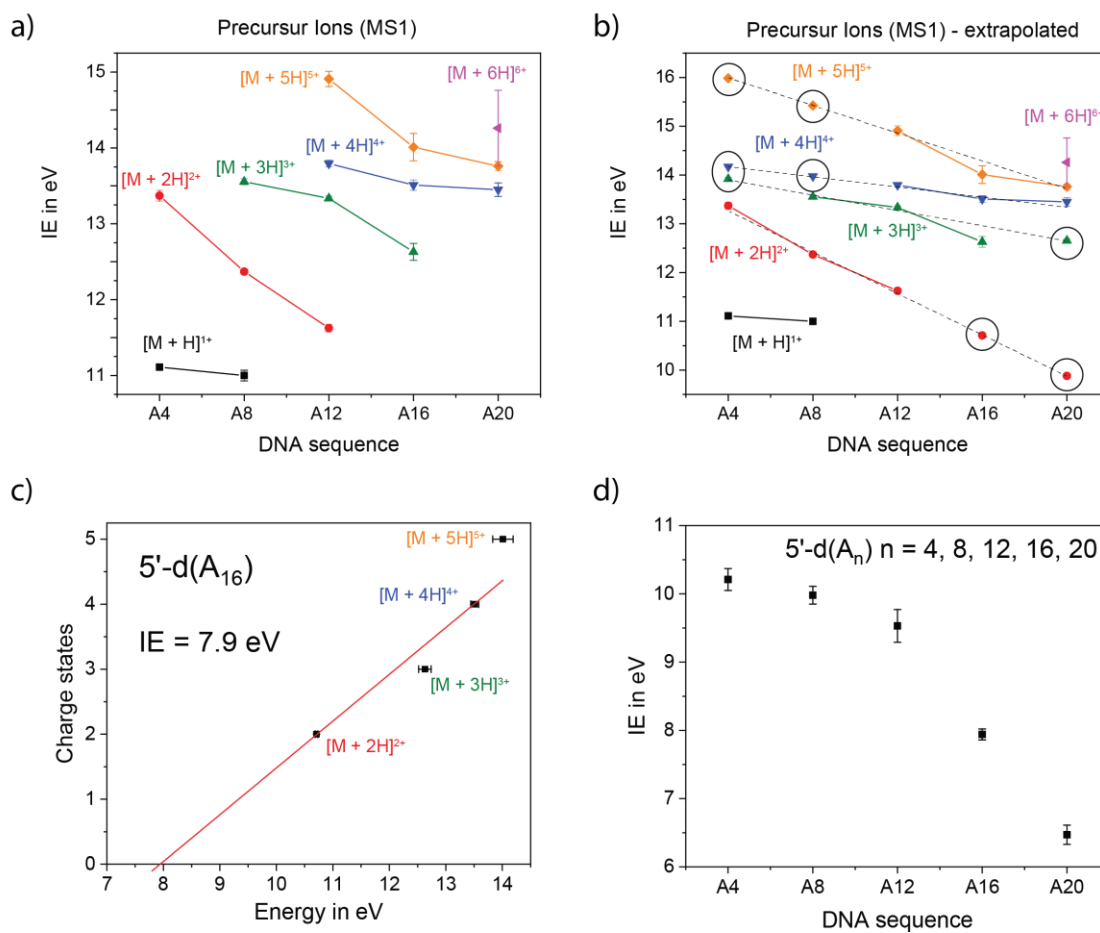 a)
Precursur Ions (MS1)
IE in eV
15
14
13
12
11
[M + 5H]⁵⁺
[M + 6H]⁶⁺
[M + 4H]⁴⁺
[M + 3H]³⁺
[M + 2H]²⁺
[M + H]¹⁺
A4 A8 A12 A16 A20
DNA sequence
b)
Precursur Ions (MS1) - extrapolated
IE in eV
16
15
14
13
12
11
10
[M + 5H]⁵⁺
[M + 6H]⁶⁺
[M + 4H]⁴⁺
[M + 3H]³⁺
[M + 2H]²⁺
[M + H]¹⁺
A4 A8 A12 A16 A20
DNA sequence
c)
Charge states
5
4
3
2
1
0
5'-d(A₁₆)
IE = 7.9 eV
[M + 5H]⁵⁺
[M + 4H]⁴⁺
[M + 3H]³⁺
[M + 2H]²⁺
7 8 9 10 11 12 13 14
Energy in eV
d)
IE in eV
11
10
9
8
7
6
5'-d(Aₙ) n = 4, 8, 12, 16, 20
A4 A8 A12 A16 A20
DNA sequence